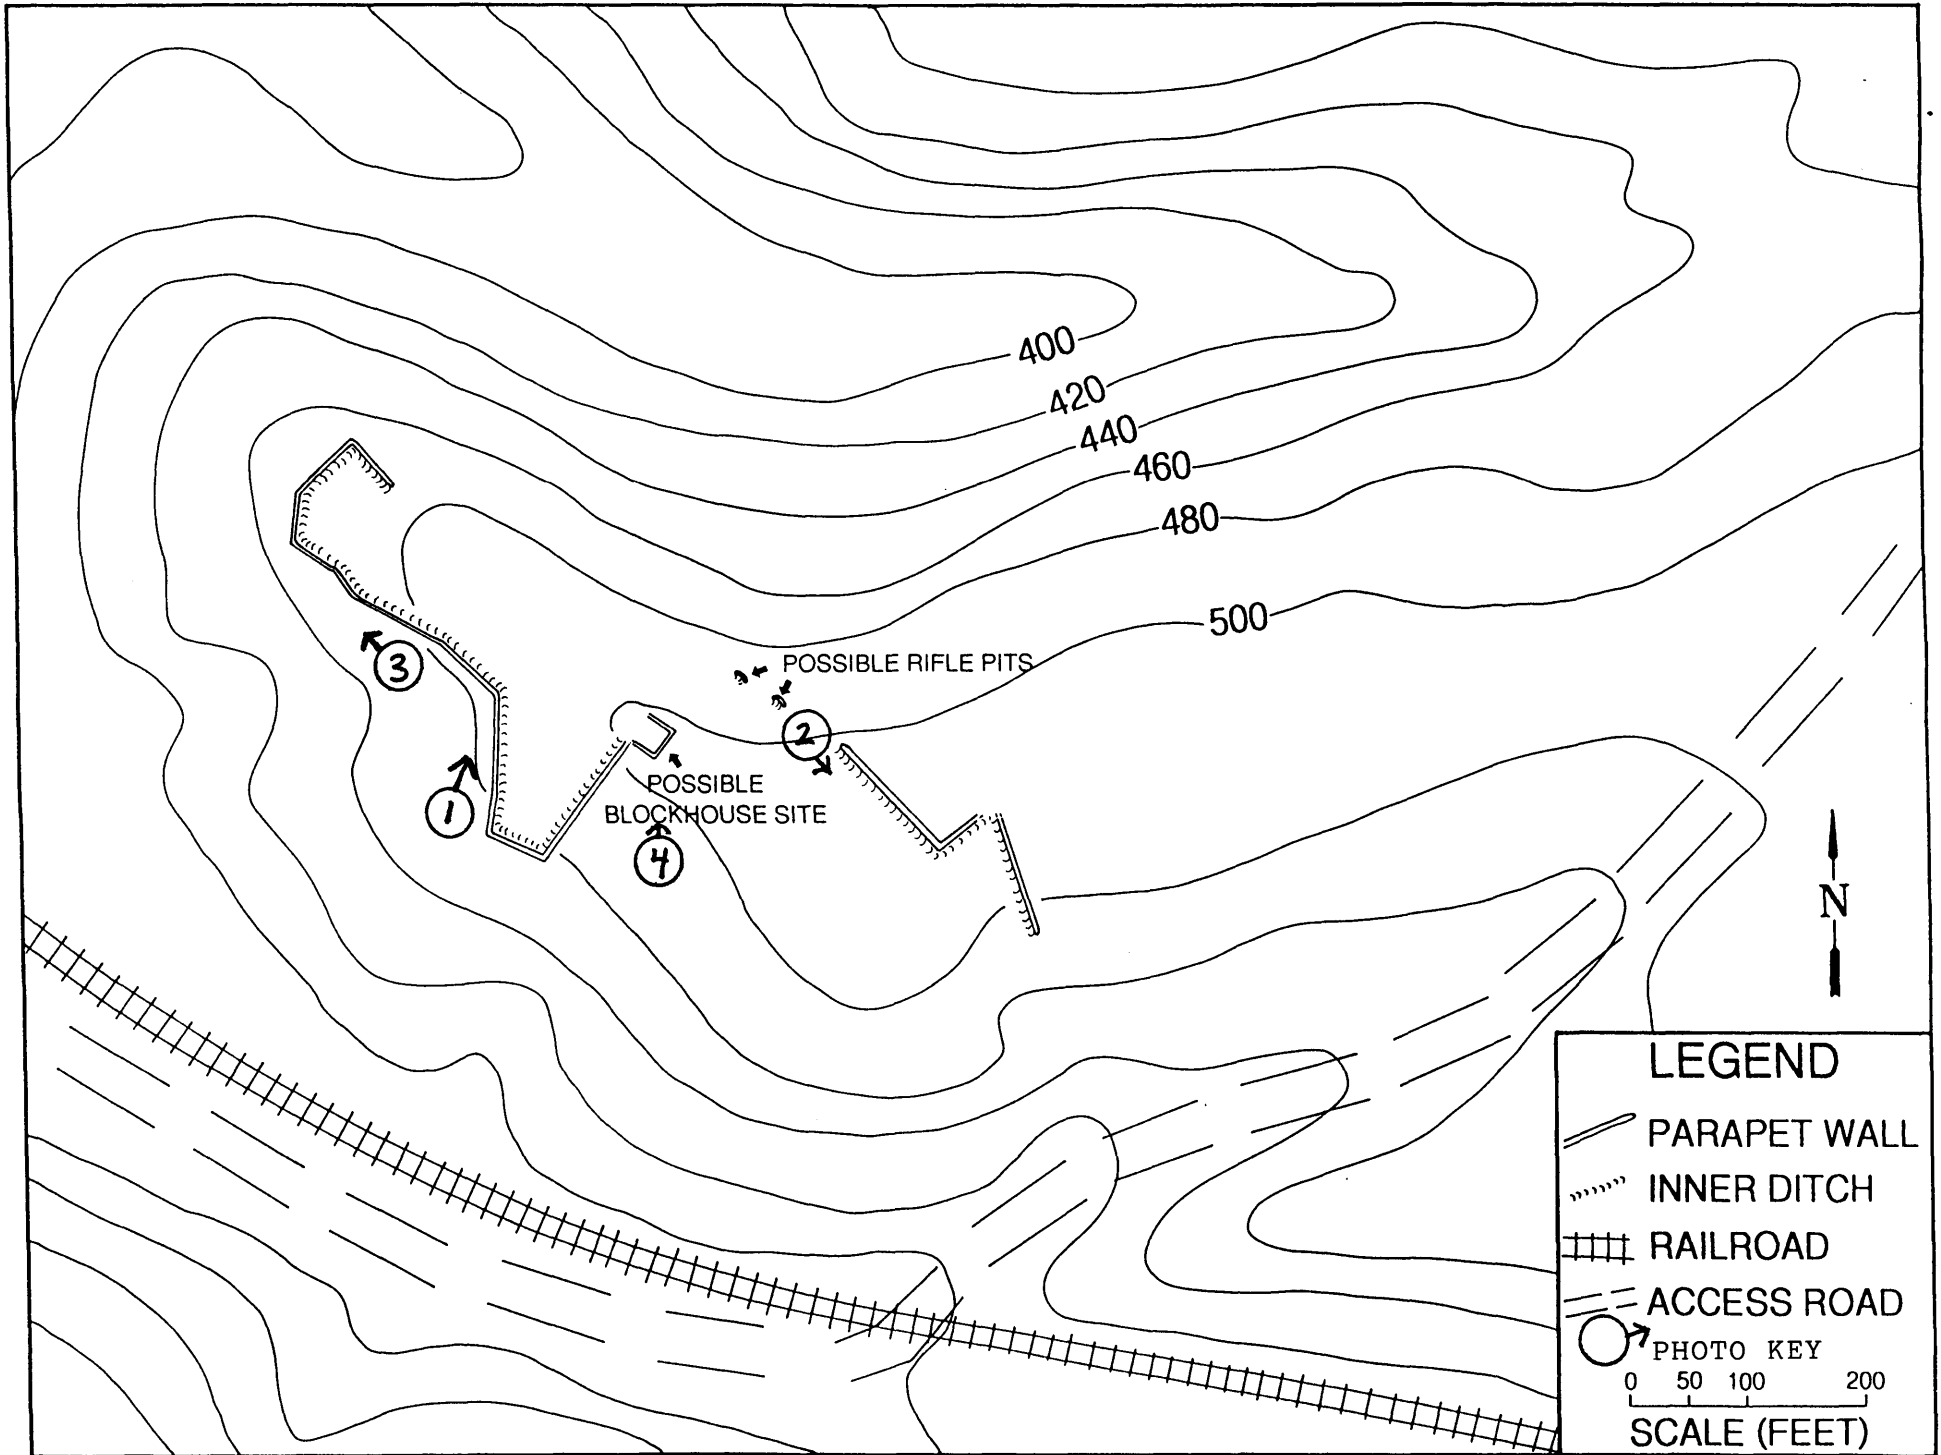 400
420
440
460
480
500
POSSIBLE RIFLE PITS
3
2
POSSIBLE
BLOCKHOUSE SITE
1
4
N
LEGEND
PARAPET WALL
INNER DITCH
RAILROAD
ACCESS ROAD
PHOTO KEY
0 50 100 200
SCALE (FEET)